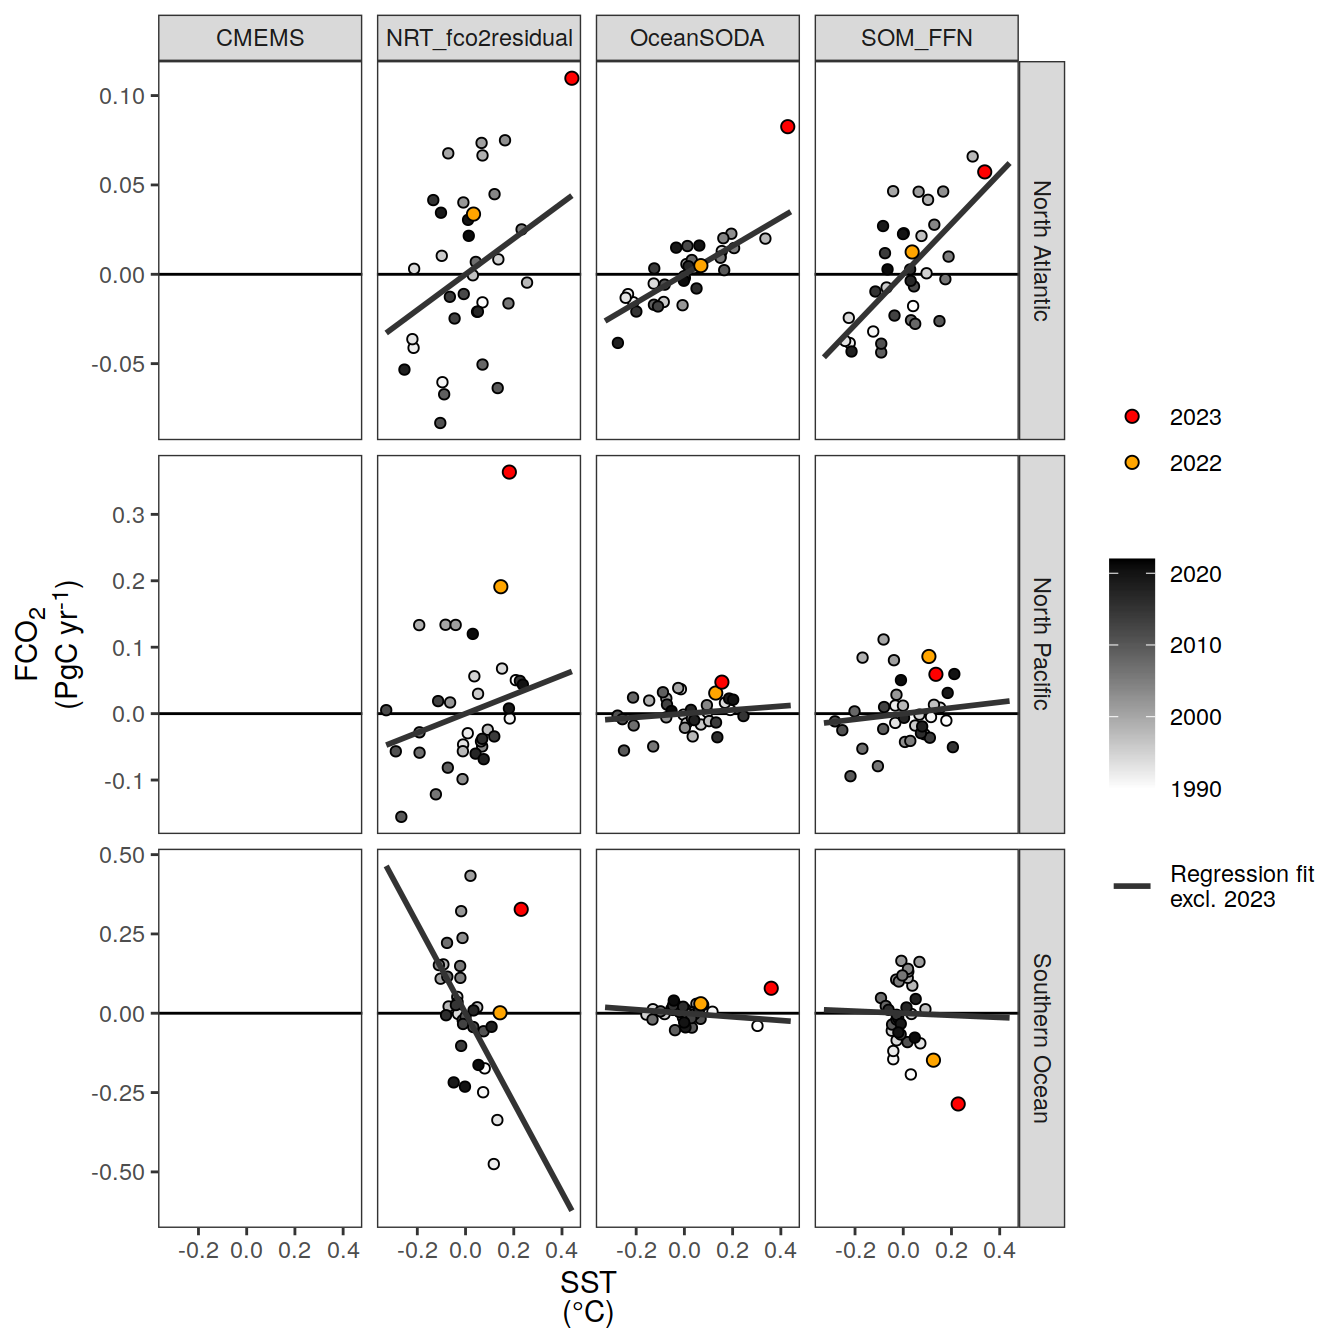 CMEMS NRT_fco2residual OceanSODA SOM_FFN
0.10
0.05
0.00
-0.05
North Atlantic
0.3
0.2
0.1
0.0
-0.1
North Pacific
0.50
0.25
0.00
-0.25
-0.50
Southern Ocean
-0.2 0.0 0.2 0.4 -0.2 0.0 0.2 0.4 -0.2 0.0 0.2 0.4 -0.2 0.0 0.2 0.4
SST
(°C)
FCO₂
(PgC yr⁻¹)
2023
2022
2020
2010
2000
1990
Regression fit
excl. 2023